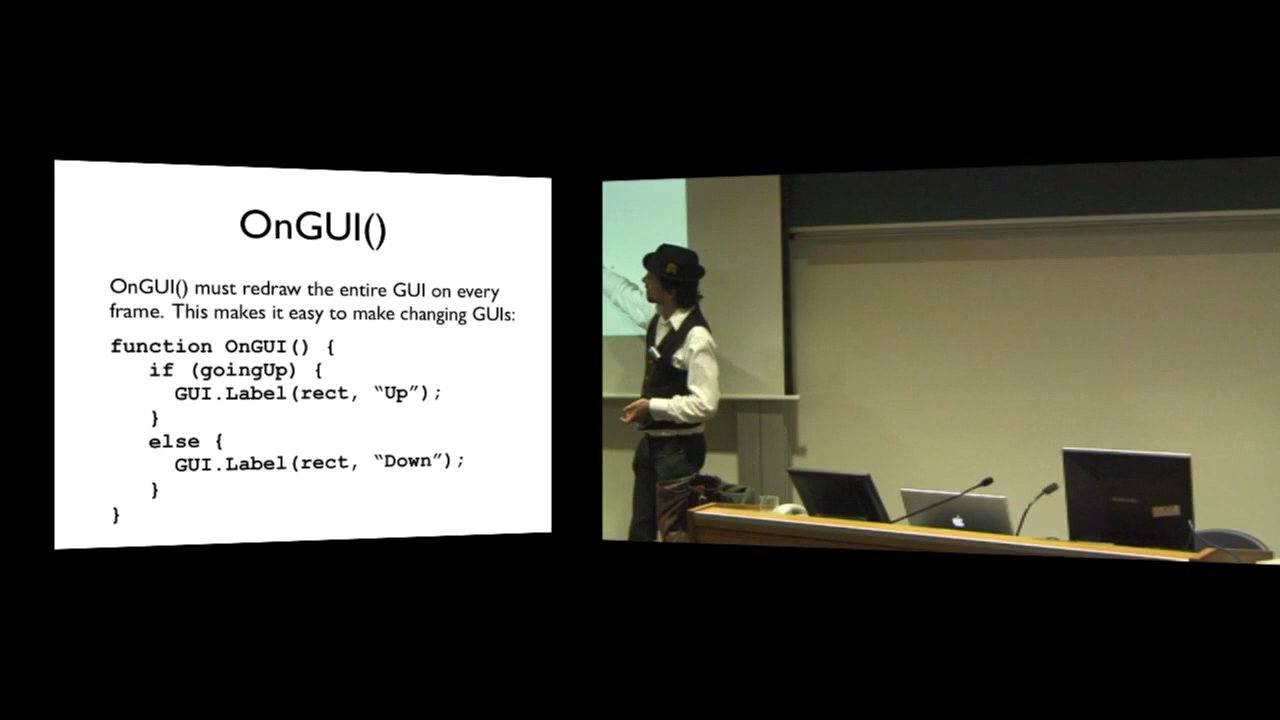 OnGUI()
OnGUI() must redraw the entire GUI on every
frame. This makes it easy to make changing GUIs:
function OnGUI() {
if (goingUp) {
GUI.Label(rect, “Up”);
}
else {
GUI.Label(rect, “Down”);
}
}